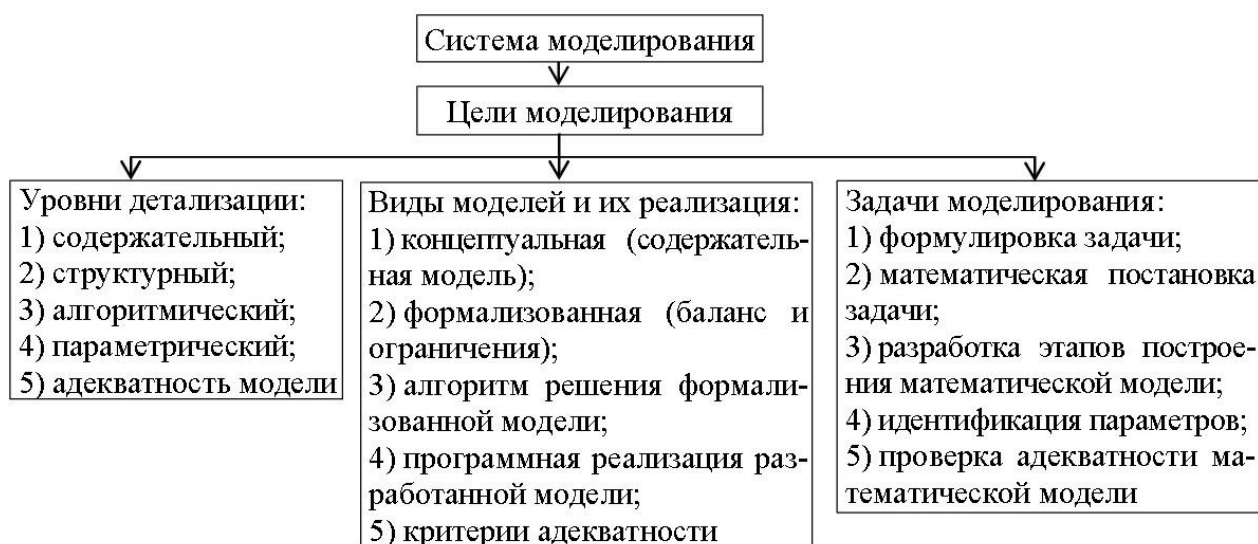 Система моделирования
Цели моделирования
Уровни детализации:
1) содержательный;
2) структурный;
3) алгоритмический;
4) параметрический;
5) адекватность модели
Виды моделей и их реализация:
1) концептуальная (содержатель-
ная модель);
2) формализованная (баланс и
ограничения);
3) алгоритм решения формали-
зованной модели;
4) программная реализация раз-
работанной модели;
5) критерии адекватности
Задачи моделирования:
1) формулировка задачи;
2) математическая постановка
задачи;
3) разработка этапов построе-
ния математической модели;
4) идентификация параметров;
5) проверка адекватности ма-
тематической модели